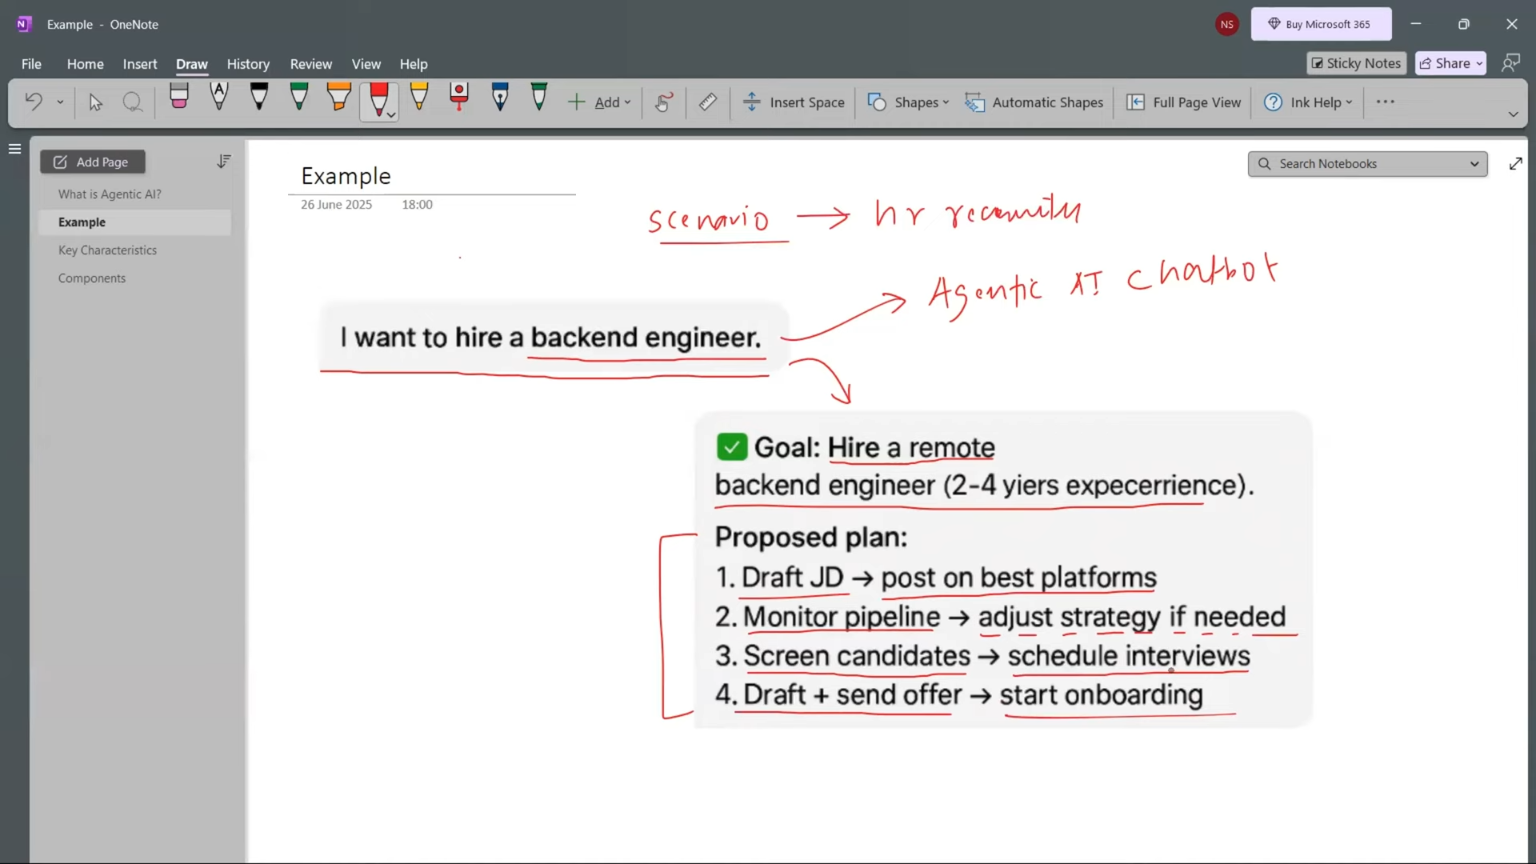 Example - OneNote
NS
Buy Microsoft 365
File Home Insert Draw History Review View Help
Sticky Notes
Share
Add
Insert Space
Shapes
Automatic Shapes
Full Page View
Ink Help
Add Page
What is Agentic AI?
Example
Key Characteristics
Components
Example
26 June 2025 18:00
Search Notebooks
scenario → hr recruiter
Agentic AI chatbot
I want to hire a backend engineer.
Goal: Hire a remote
backend engineer (2-4 yiers expecerrience).
Proposed plan:
1. Draft JD → post on best platforms
2. Monitor pipeline → adjust strategy if needed
3. Screen candidates → schedule interviews
4. Draft + send offer → start onboarding